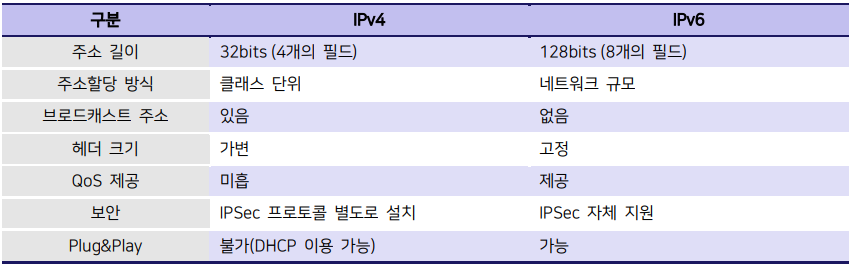 구분 IPv4 IPv6
주소 길이 32bits (4개의 필드) 128bits (8개의 필드)
주소할당 방식 클래스 단위 네트워크 규모
브로드캐스트 주소 있음 없음
헤더 크기 가변 고정
QoS 제공 미흡 제공
보안 IPSec 프로토콜 별도로 설치 IPSec 자체 지원
Plug&Play 불가(DHCP 이용 가능) 가능